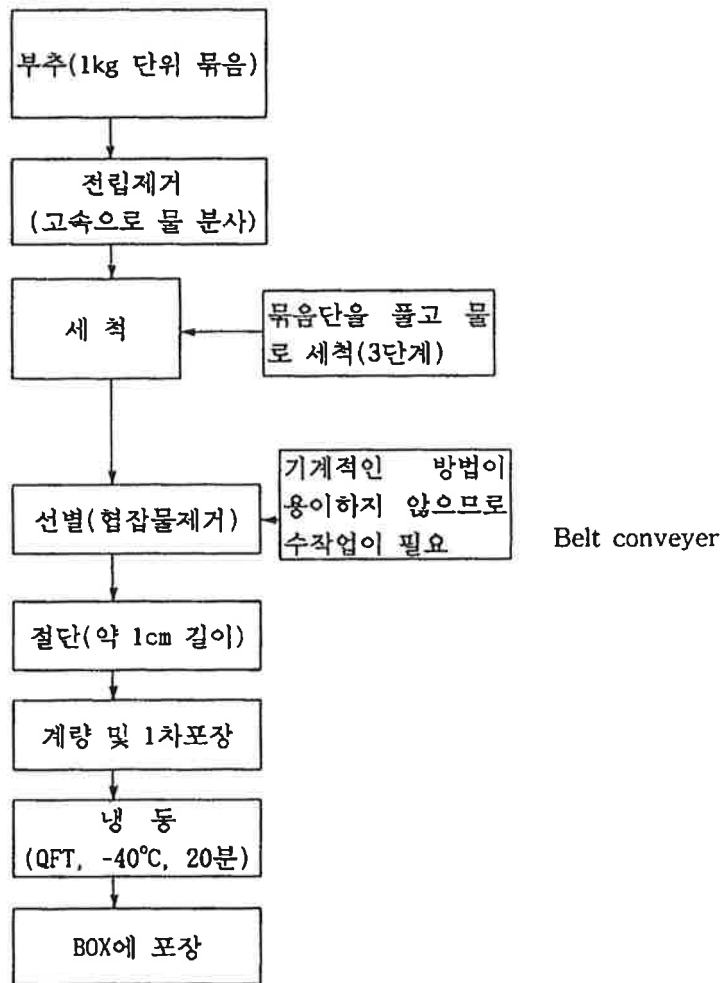 부추(1kg 단위 묶음)
전립제거
(고속으로 물 분사)
세 척
묶음단을 풀고 물
로 세척(3단계)
기계적인 방법이
용이하지 않으므로
수작업이 필요
선별(협잡물제거)
Belt conveyer
절단(약 1cm 길이)
계량 및 1차포장
냉 동
(QFT, -40℃, 20분)
BOX에 포장